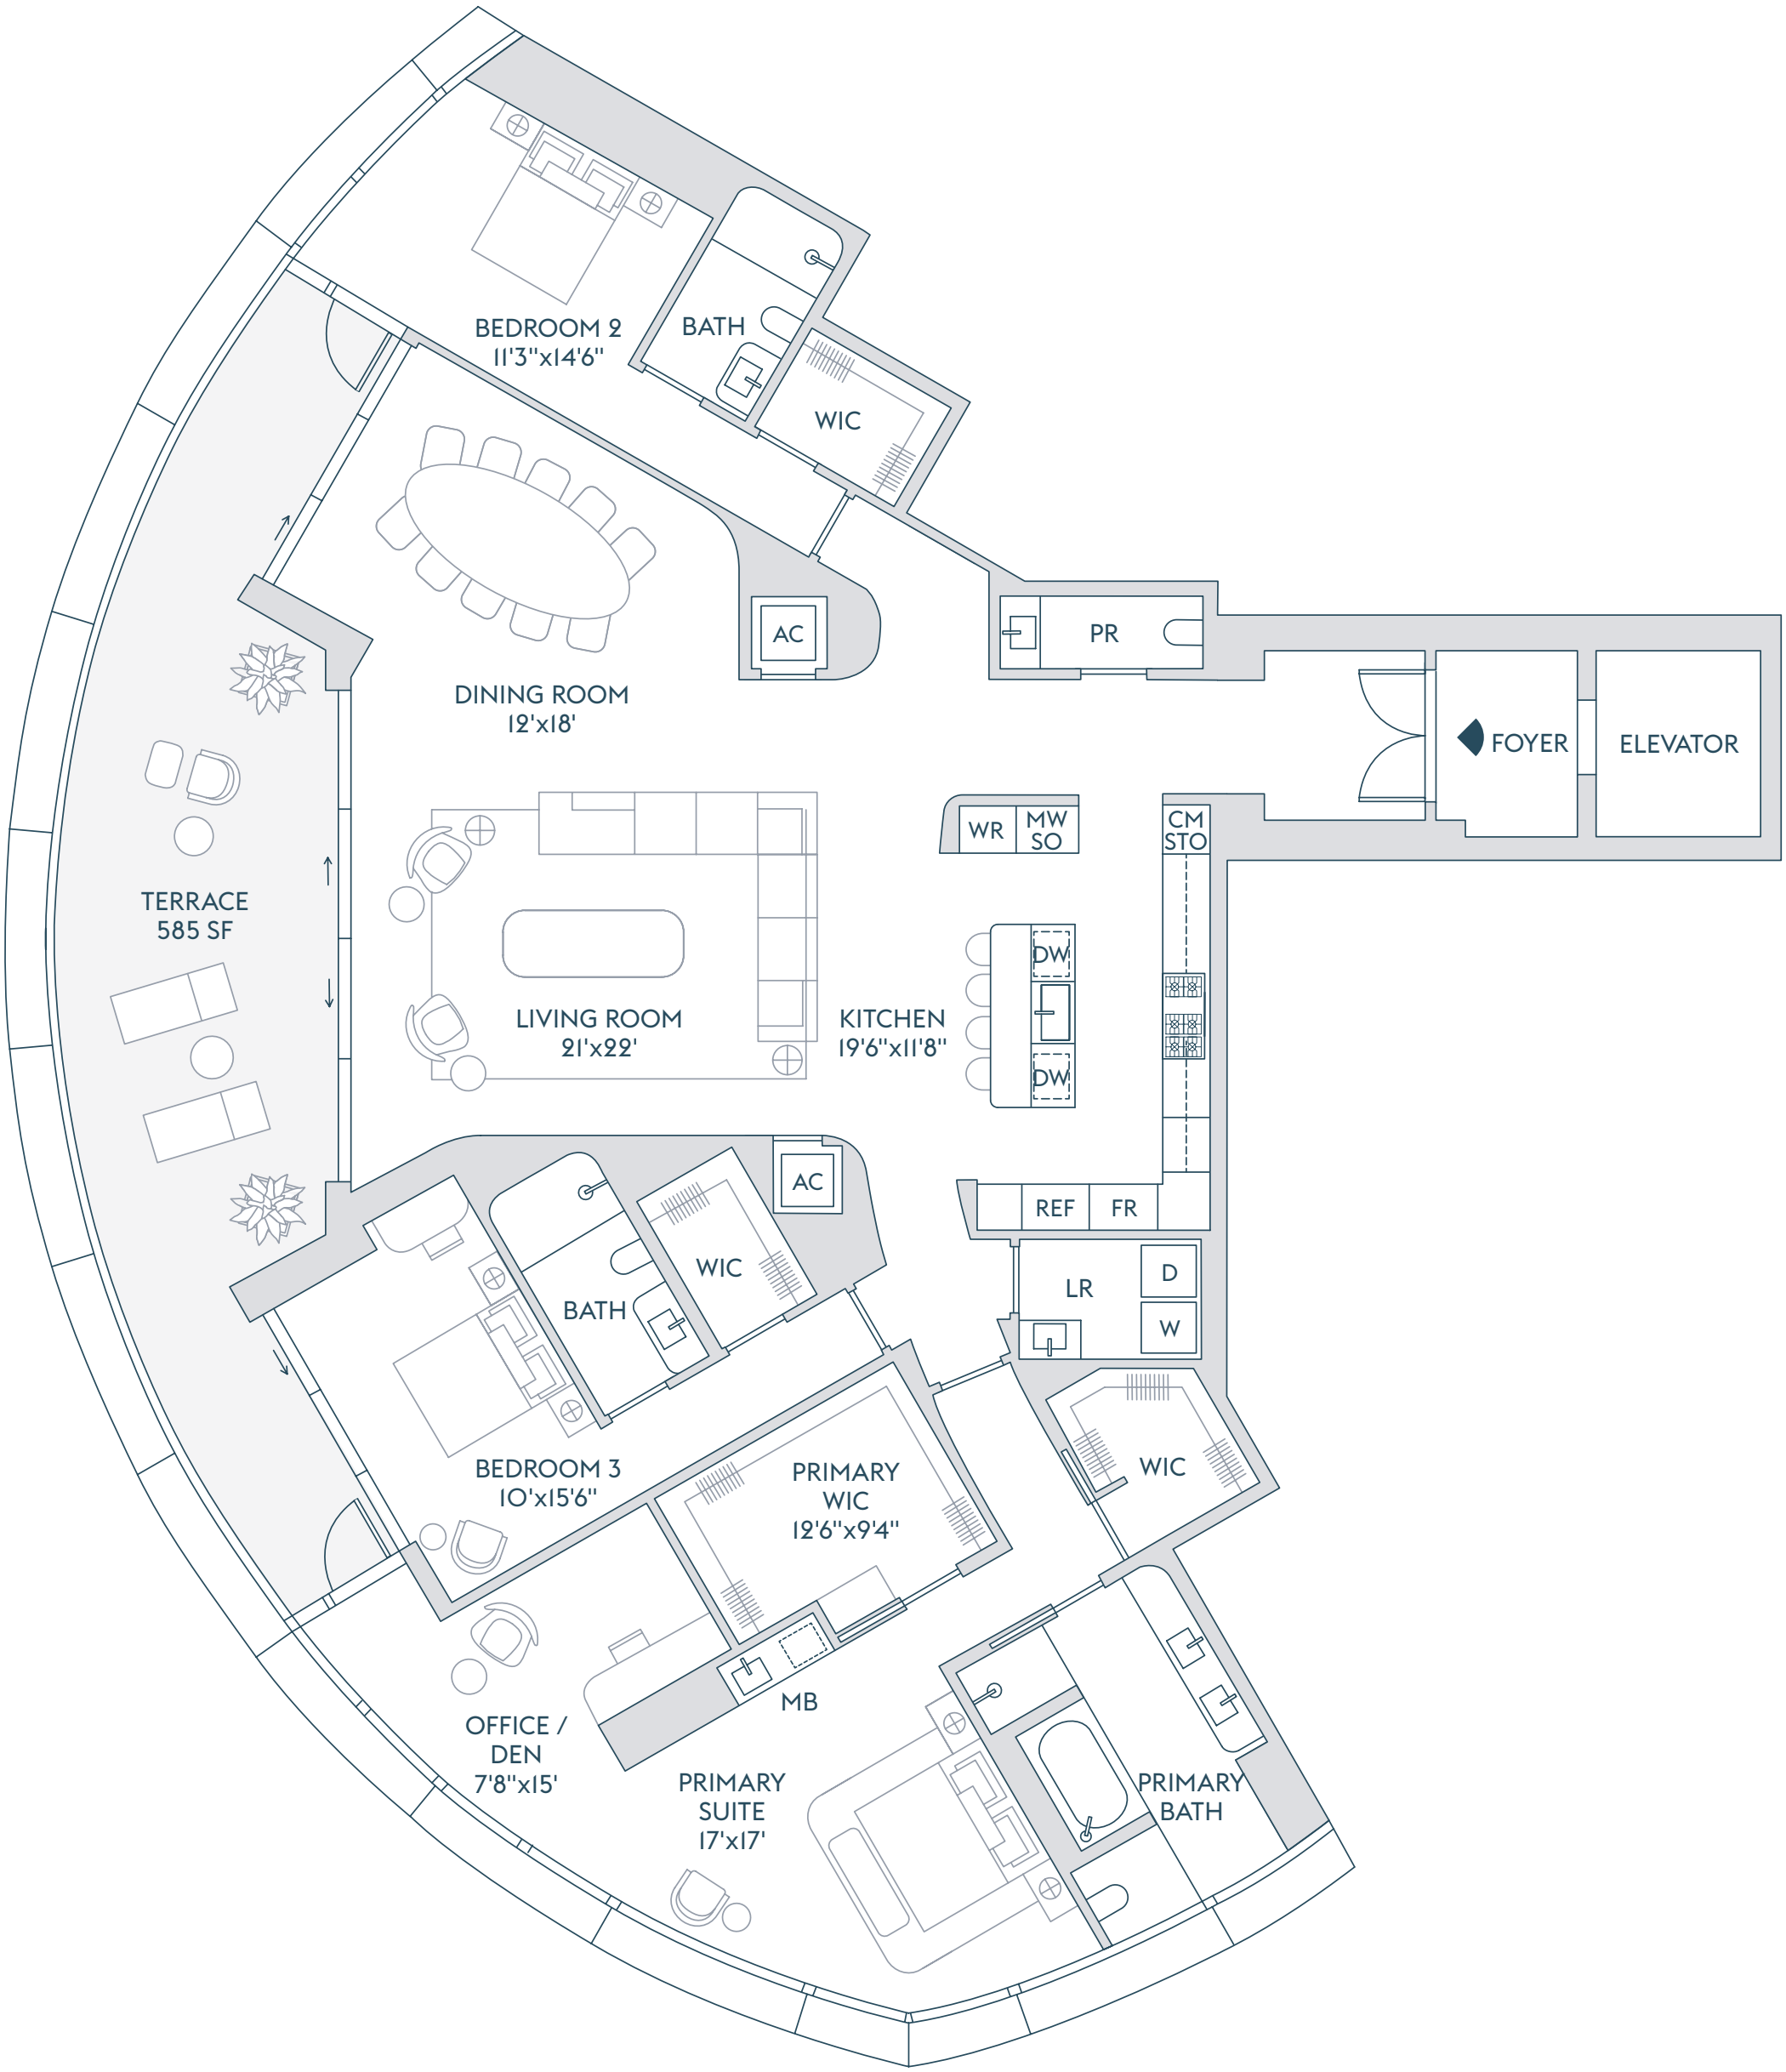 BEDROOM 2
11'3"x14'6"
BATH
WIC
AC
PR
DINING ROOM
12'x18'
FOYER
ELEVATOR
WR
MW
SO
CM
STO
TERRACE
585 SF
DW
LIVING ROOM
21'x22'
KITCHEN
19'6"x11'8"
DW
AC
REF
FR
WIC
BATH
LR
D
W
BEDROOM 3
10'x15'6"
PRIMARY
WIC
12'6"x9'4"
WIC
MB
OFFICE /
DEN
7'8"x15'
PRIMARY
SUITE
17'x17'
PRIMARY
BATH